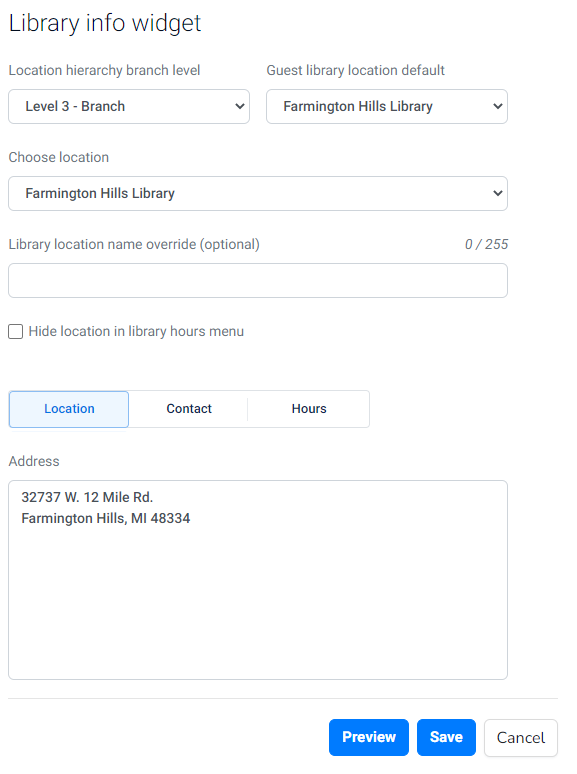 Library info widget
Location hierarchy branch level Guest library location default
Level 3 - Branch Farmington Hills Library
Choose location
Farmington Hills Library
Library location name override (optional) 0 / 255
Hide location in library hours menu
Location Contact Hours
Address
32737 W. 12 Mile Rd.
Farmington Hills, MI 48334
Preview Save Cancel